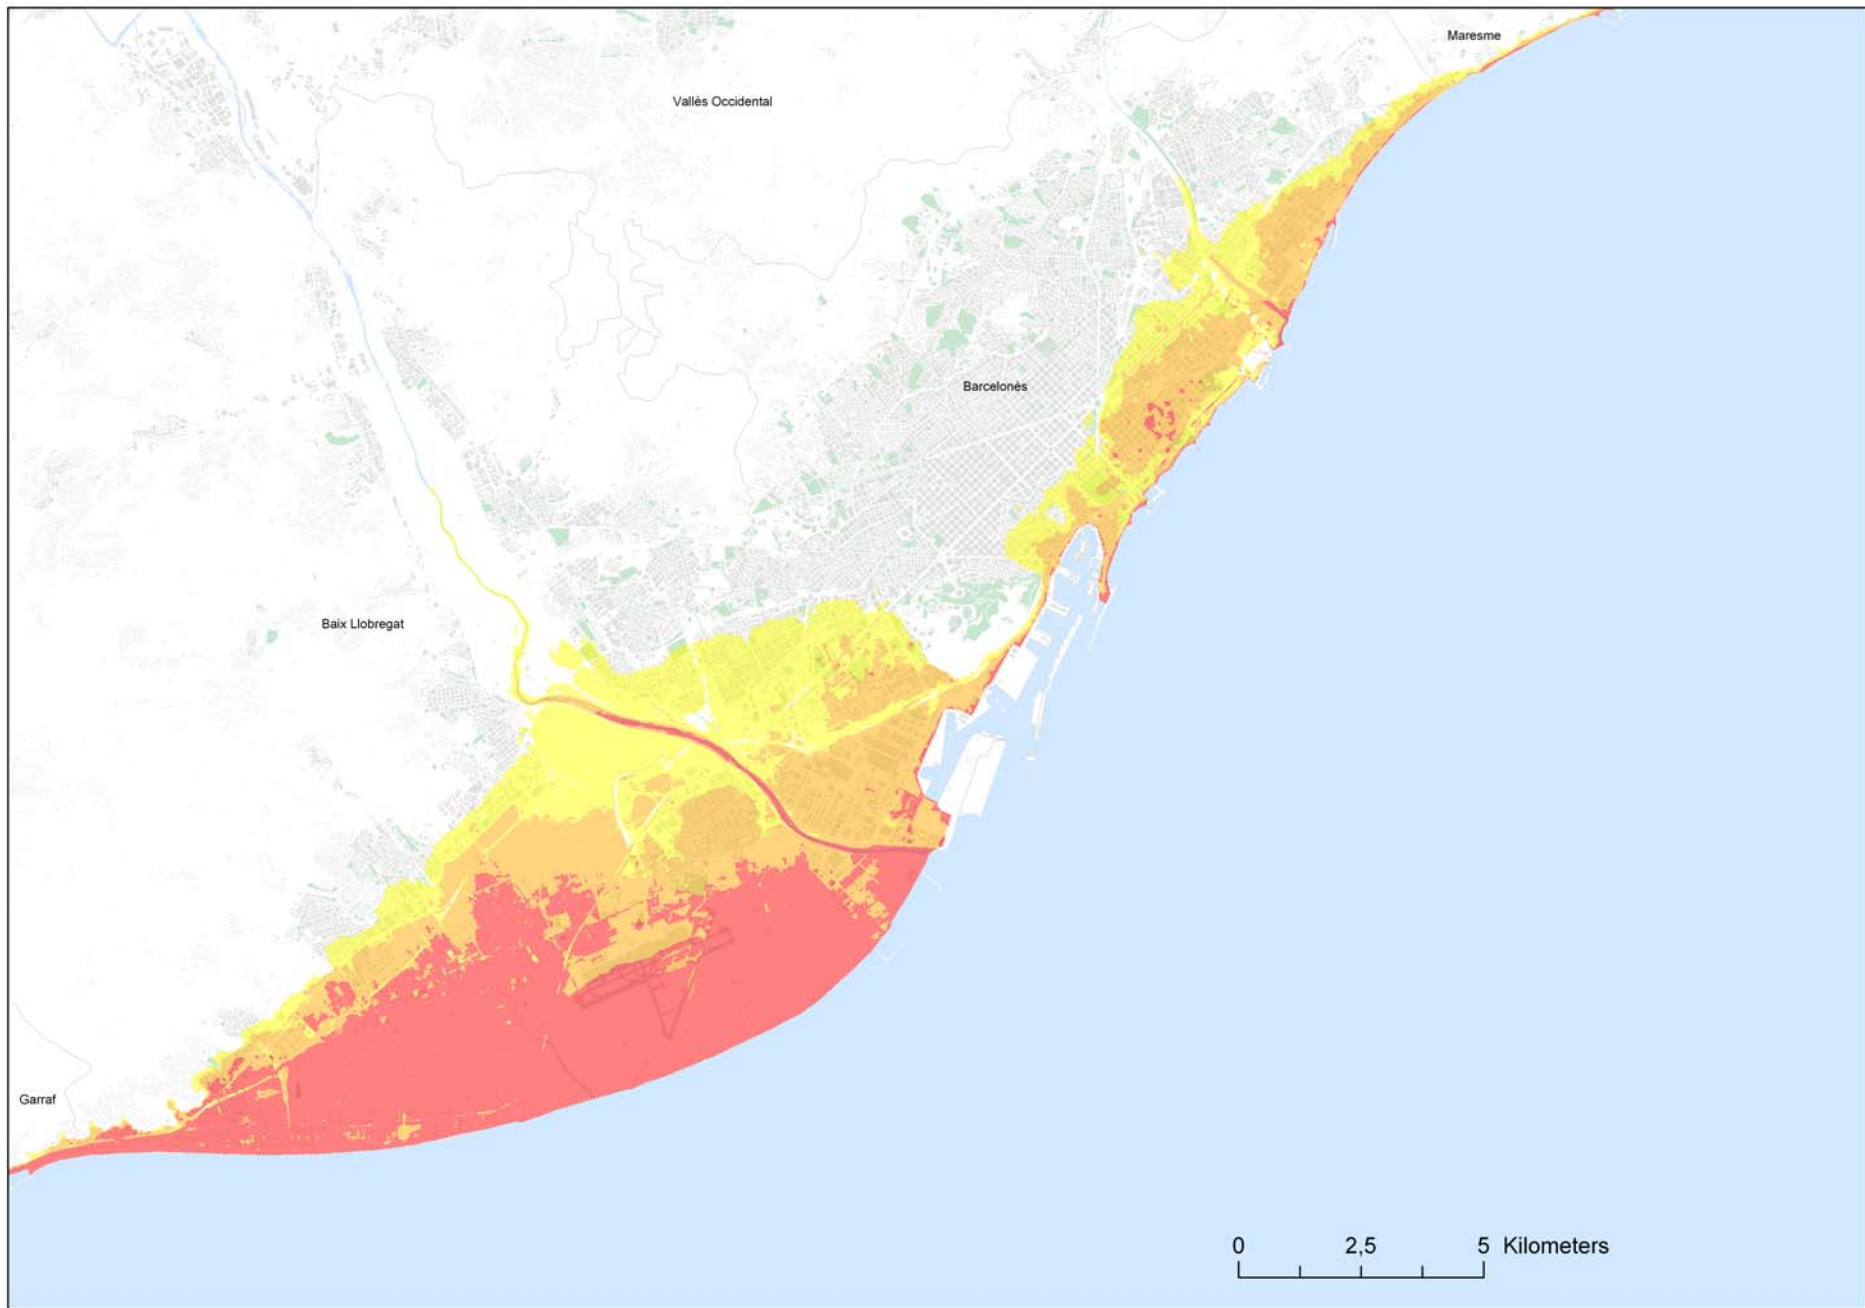 Maresme
Vallès Occidental
Barcelonès
Baix Llobregat
Garraf
0 2,5 5 Kilometers